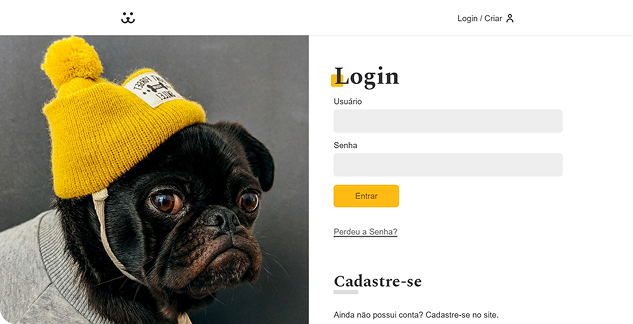 Login / Criar
Login
Usuário
Senha
Entrar
Perdeu a Senha?
Cadastre-se
Ainda não possui conta? Cadastre-se no site.